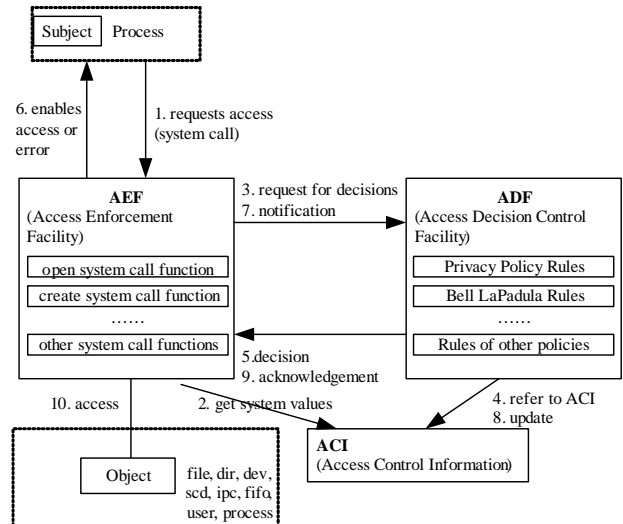 Subject Process
6. enables
access or
error
1. requests access
(system call)
AEF
(Access Enforcement
Facility)
open system call function
create system call function
……
other system call functions
3. request for decisions
7. notification
ADF
(Access Decision Control
Facility)
Privacy Policy Rules
Bell LaPadula Rules
……
Rules of other policies
5.decision
9. acknowledgement
10. access
2. get system values
4. refer to ACI
8. update
ACI
(Access Control Information)
Object
file, dir, dev,
scd, ipc, fifo,
user, process